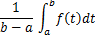 1/(b − a) ∫_a^b f(t)dt